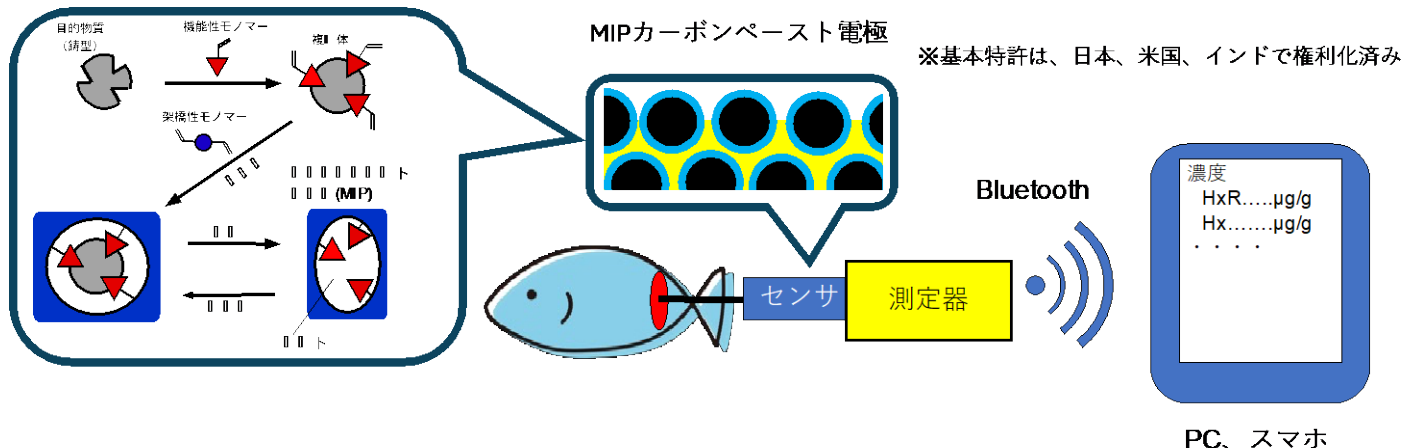 目的物質
(鋳型)
機能性モノマー
架橋性モノマー
(MIP)
MIPカーボンペースト電極
※基本特許は、日本、米国、インドで権利化済み
センサ
測定器
Bluetooth
濃度
HxR…..μg/g
Hx…….μg/g
・・・・
PC、スマホ